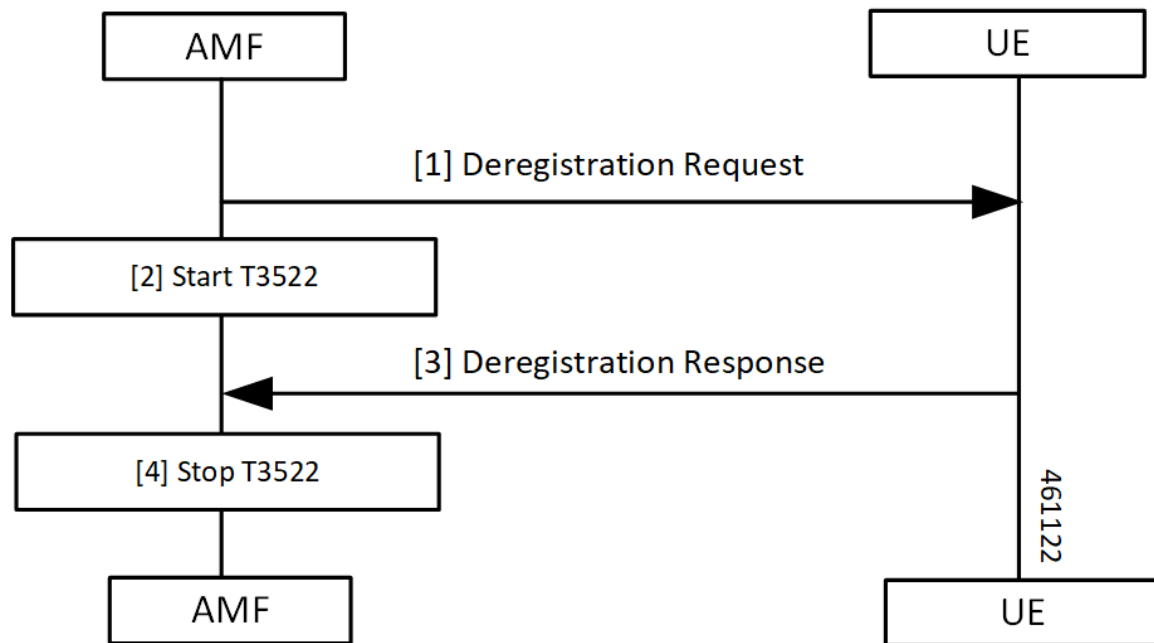 AMF
UE
[1] Deregistration Request
[2] Start T3522
[3] Deregistration Response
[4] Stop T3522
461122
AMF
UE